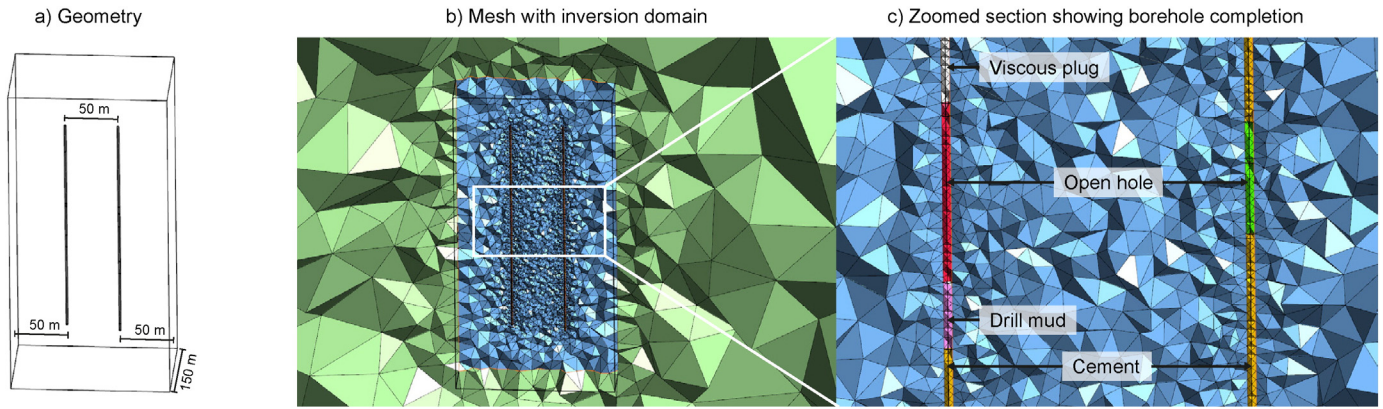 a) Geometry
50 m
50 m
50 m
150 m
b) Mesh with inversion domain
c) Zoomed section showing borehole completion
Viscous plug
Open hole
Drill mud
Cement